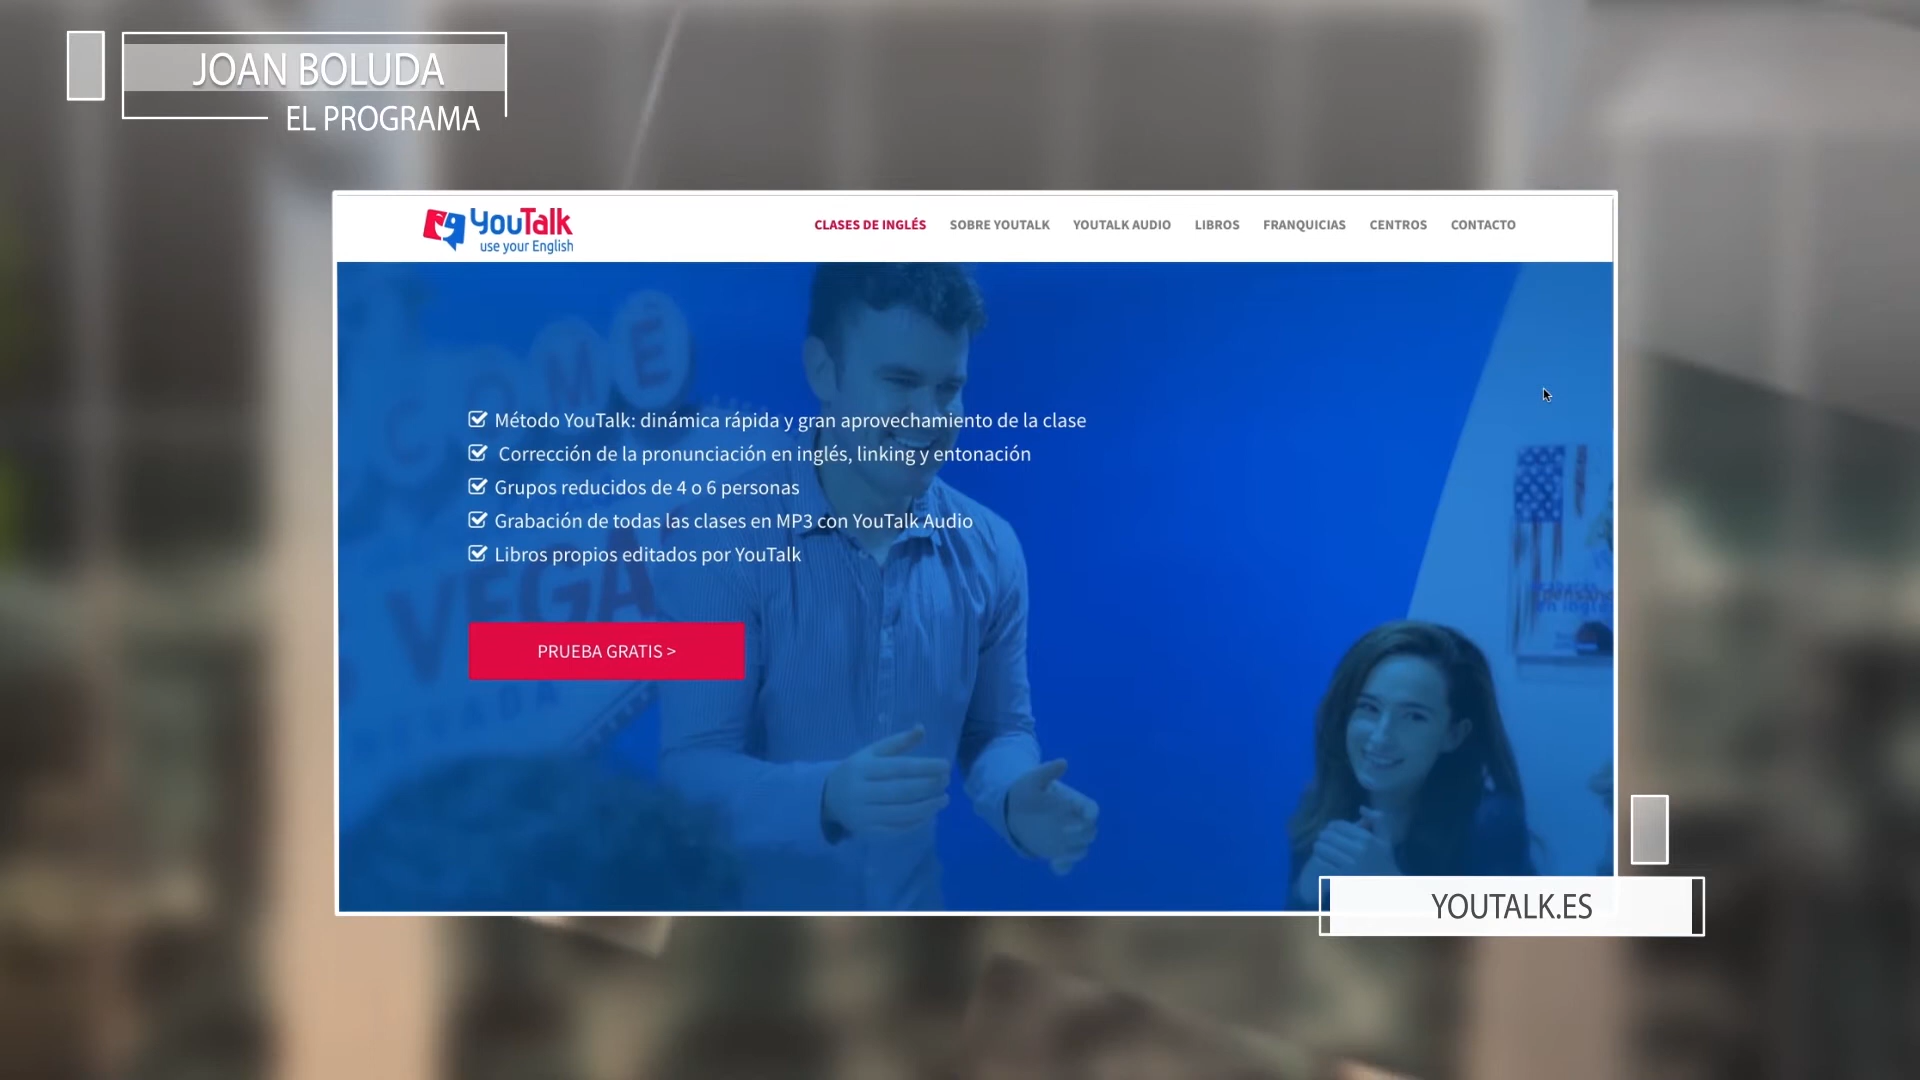 JOAN BOLUDA
EL PROGRAMA
YouTalk
use your English
CLASES DE INGLÉS SOBRE YOUTALK YOUTALK AUDIO LIBROS FRANQUICIAS CENTROS CONTACTO
COME
Método YouTalk: dinámica rápida y gran aprovechamiento de la clase
Corrección de la pronunciación en inglés, linking y entonación
Grupos reducidos de 4 o 6 personas
Grabación de todas las clases en MP3 con YouTalk Audio
Libros propios editados por YouTalk
VEGA
PRUEBA GRATIS >
NEVADA
YOUTALK.ES